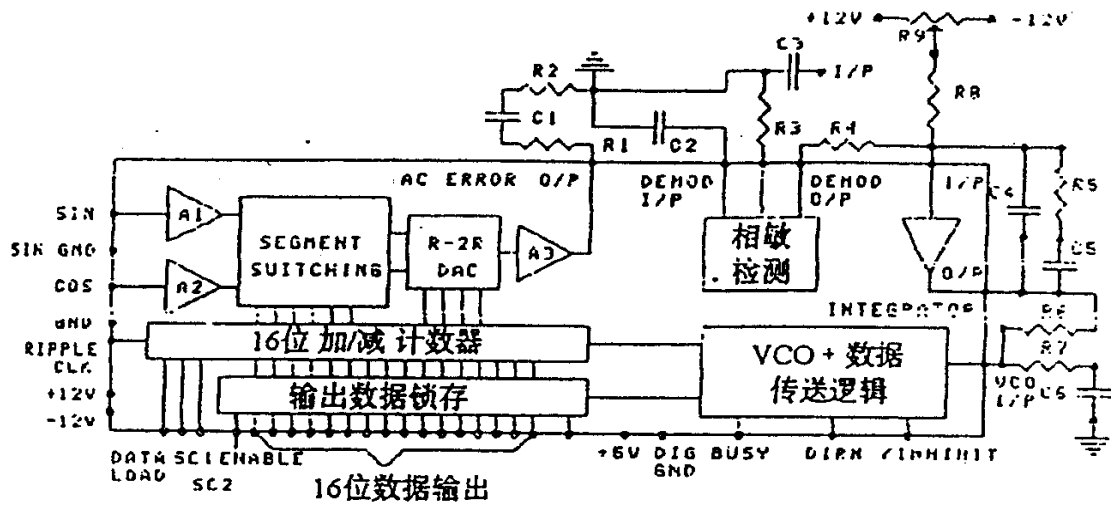 +12V
-12V
R9
C3
I/P
R2
R8
C1
R3
R4
R1
C2
AC ERROR O/P
DEMOD I/P
DEMOD O/P
I/P
C4
R5
SIN
A1
SIN GND
SEGMENT SUITCHING
R-2R DAC
A3
相敏检测
C5
COS
A2
O/P
INTEGRATOR
GND
R6
RIPPLE CLK
16位加/减计数器
VCO + 数据传送逻辑
R7
VCO I/P
C6
+12V
输出数据锁存
-12V
DATA LOAD
SC1
ENABLE
SC2
16位数据输出
DIG GND
BUSY
DIRN